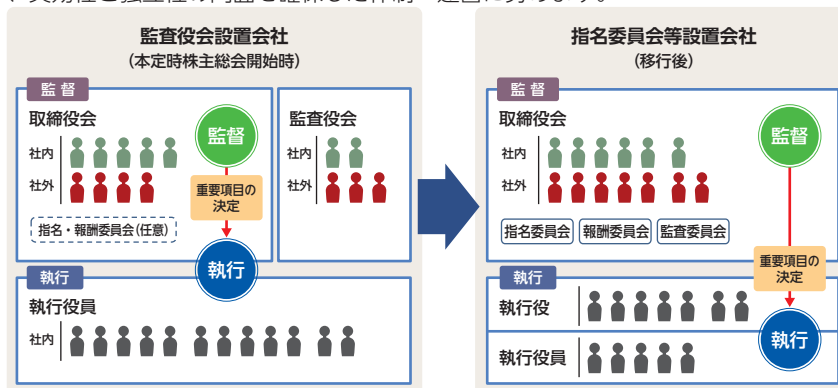 監査役会設置会社
(本定時株主総会開始時)
監 督
取締役会
社内
社外
監督
重要項目の
決定
指名・報酬委員会(任意)
監査役会
社内
社外
執行
執行
執行役員
社内
指名委員会等設置会社
(移行後)
監 督
取締役会
社内
社外
監督
指名委員会
報酬委員会
監査委員会
重要項目の
決定
執行
執行役
執行
執行役員